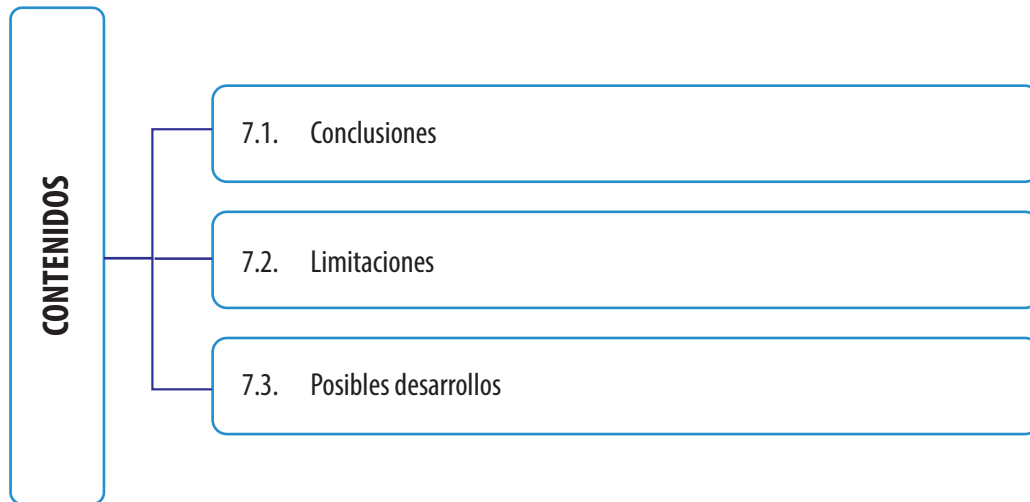 CONTENIDOS
7.1. Conclusiones
7.2. Limitaciones
7.3. Posibles desarrollos